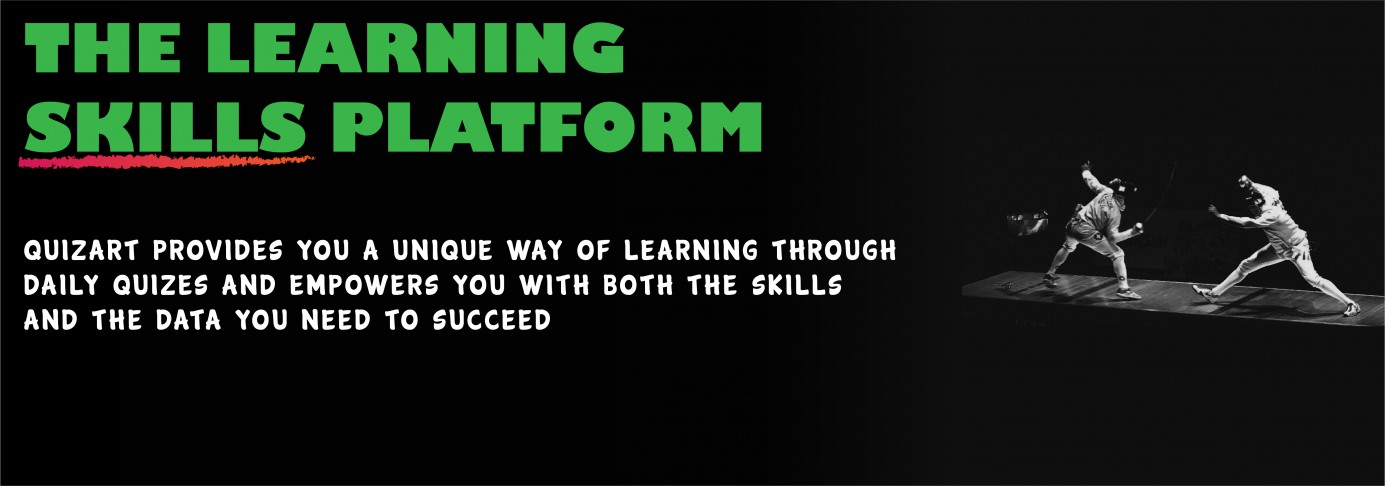 THE LEARNING
SKILLS PLATFORM
QUIZART PROVIDES YOU A UNIQUE WAY OF LEARNING THROUGH
DAILY QUIZES AND EMPOWERS YOU WITH BOTH THE SKILLS
AND THE DATA YOU NEED TO SUCCEED